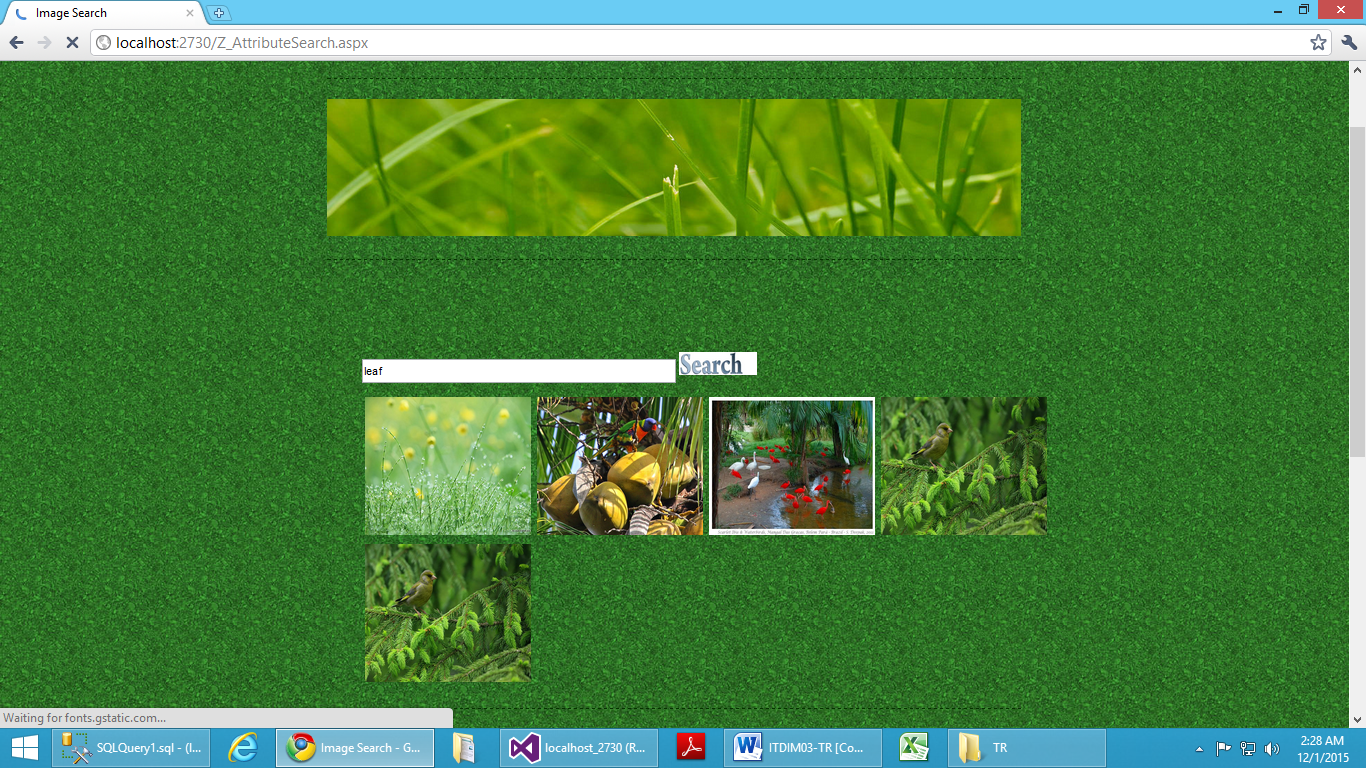 Image Search
localhost:2730/Z_AttributeSearch.aspx
leaf
Search
Waiting for fonts.gstatic.com...
SQLQuery1.sql - (l...
Image Search - G...
localhost_2730 (R...
ITDIM03-TR [Co...
TR
2:28 AM
12/1/2015